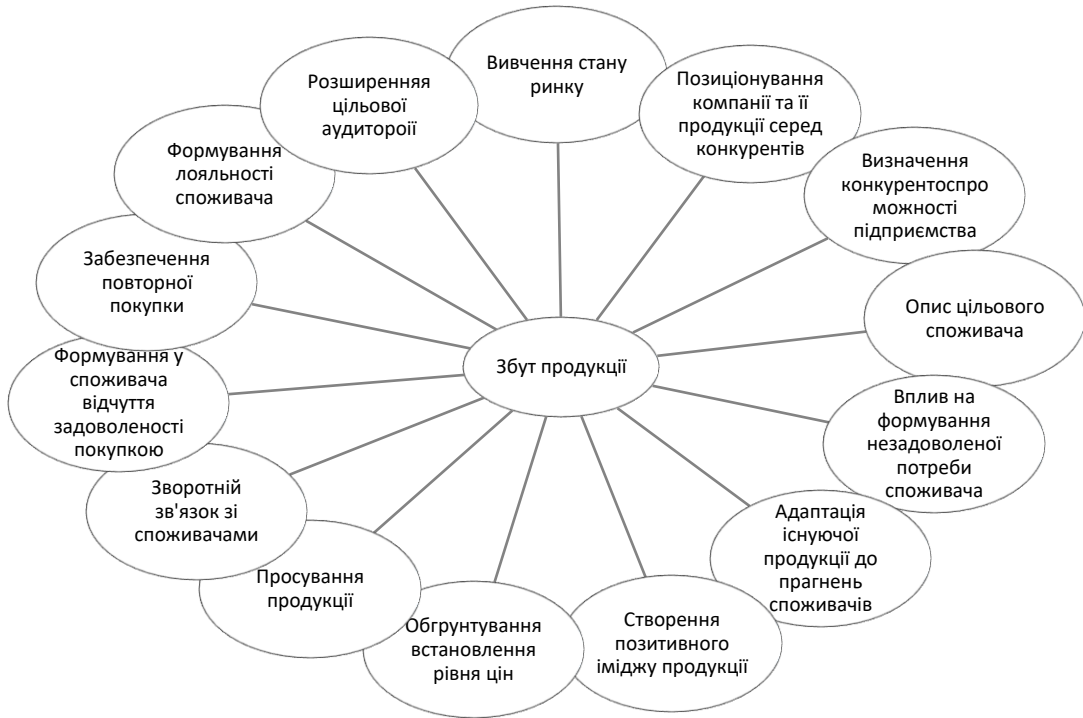 Вивчення стану
ринку
Позиціонування
компанії та її
продукції серед
конкурентів
Визначення
конкурентоспро
можності
підприємства
Опис цільового
споживача
Вплив на
формування
незадоволеної
потреби
споживача
Адаптація
існуючої
продукції до
прагнень
споживачів
Створення
позитивного
іміджу продукції
Обгрунтування
встановлення
рівня цін
Просування
продукції
Зворотній
зв'язок зі
споживачами
Формування у
споживача
відчуття
задоволеності
покупкою
Забезпечення
повторної
покупки
Формування
лояльності
споживача
Розширенняя
цільової
аудитороії
Збут продукції